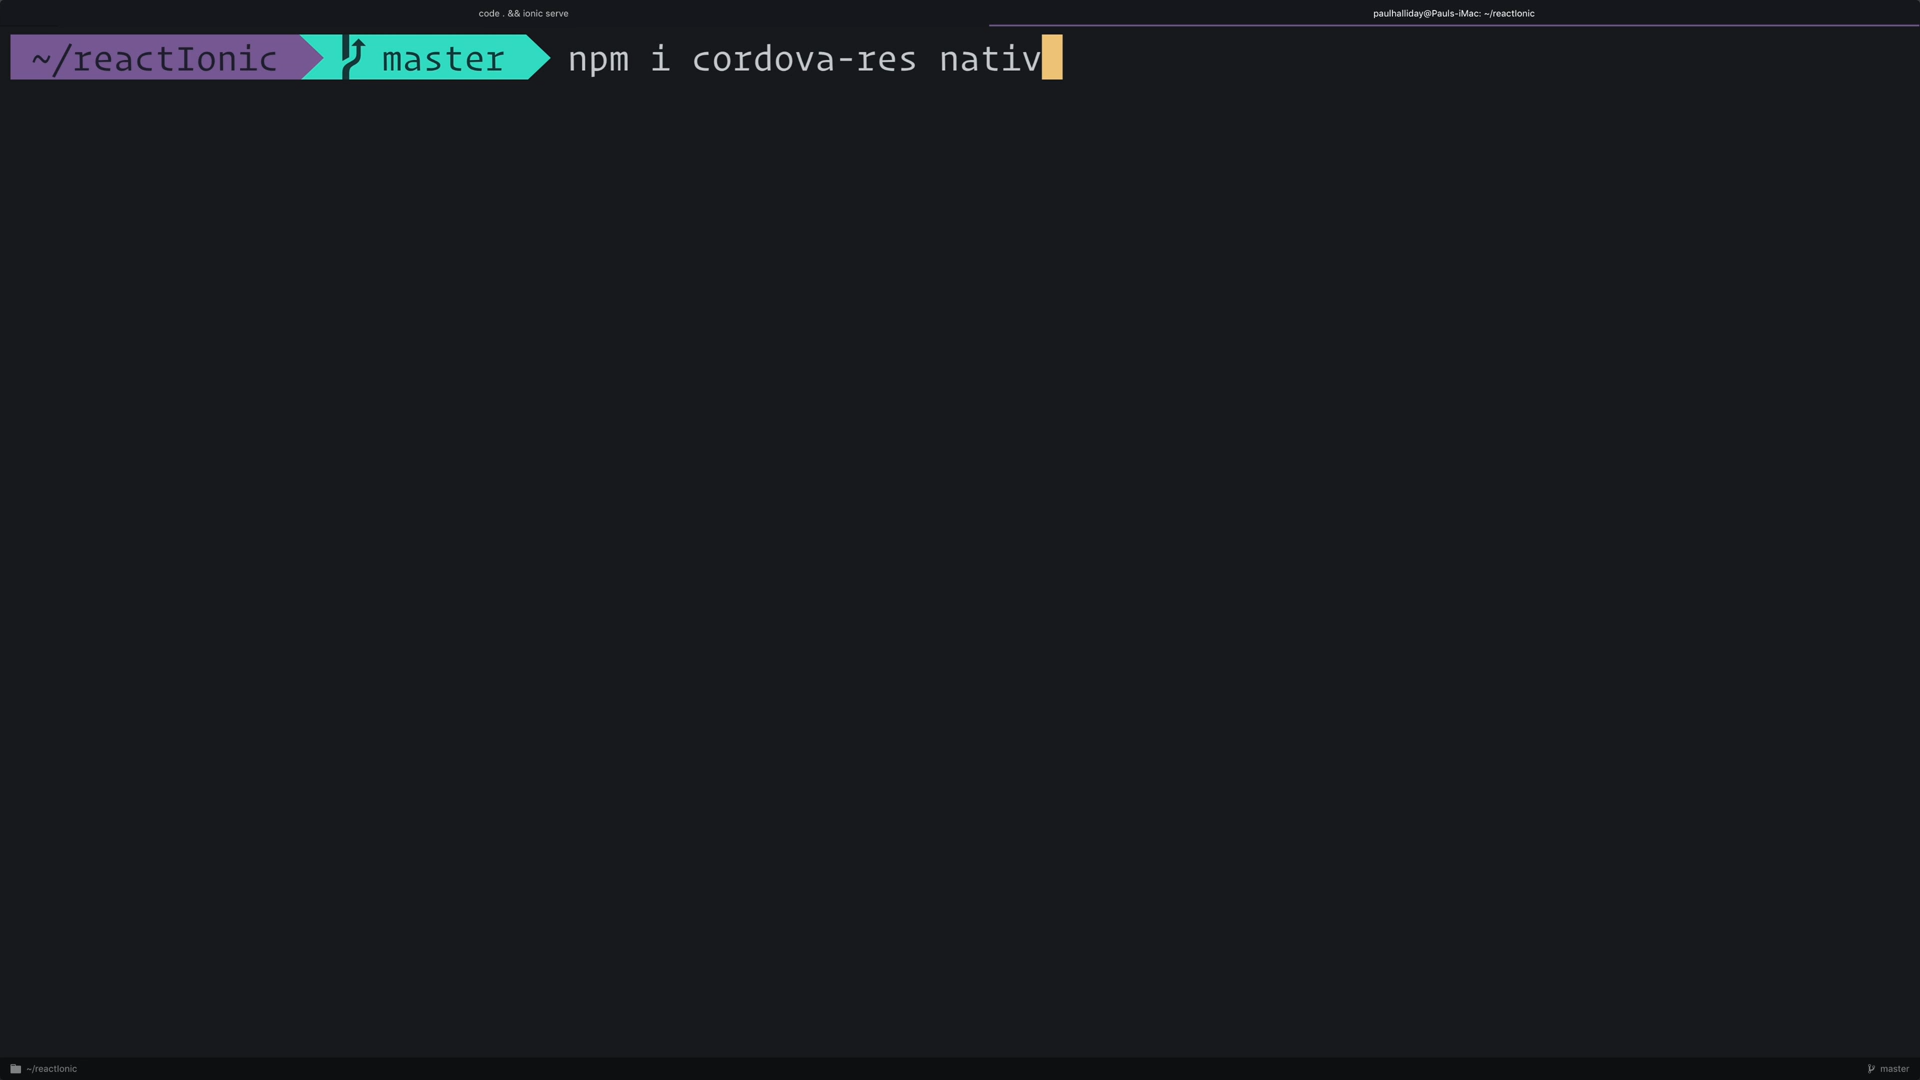 code . && ionic serve
paulhalliday@Pauls-iMac: ~/reactIonic
~/reactIonic master npm i cordova-res nativ
~/reactIonic
master